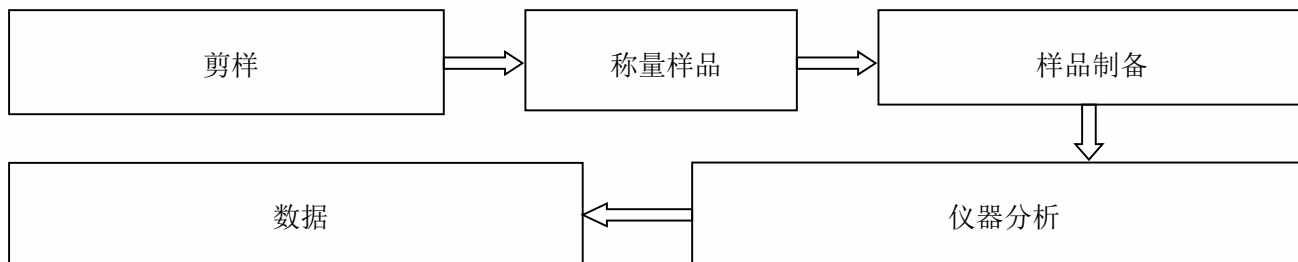 剪样
称量样品
样品制备
仪器分析
数据